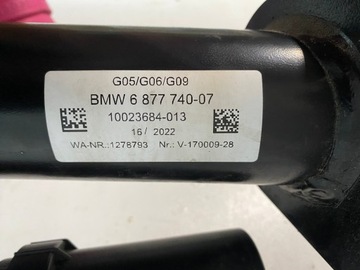 G05/G06/G09
BMW 6 877 740-07
10023684-013
16/ 2022
WA-NR.:1278793 Nr.: V-170009-28